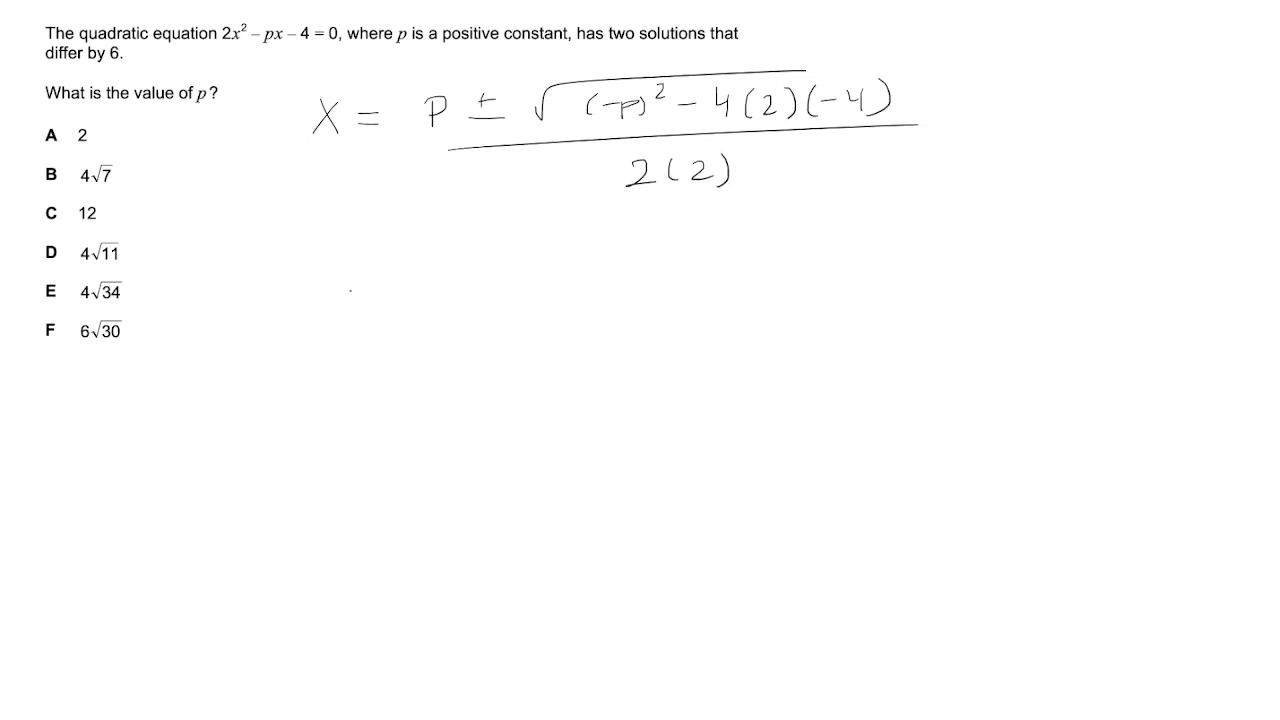 The quadratic equation 2x² – px – 4 = 0, where p is a positive constant, has two solutions that
differ by 6.
What is the value of p?
A 2
B 4√7
C 12
D 4√11
E 4√34
F 6√30
X = P ± √(-p)² - 4(2)(-4)
2(2)